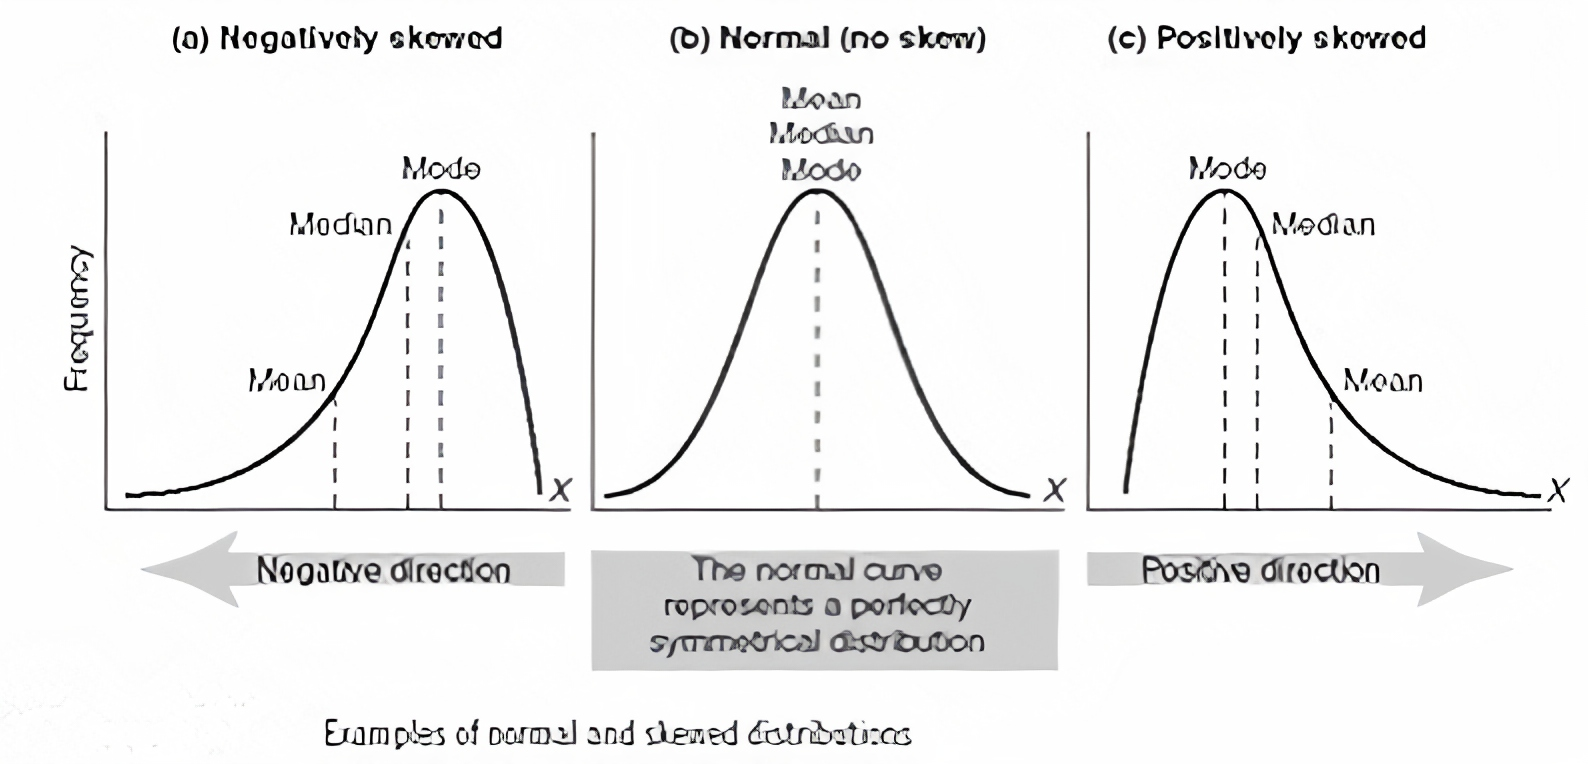 (a) Negatively skewed
(b) Normal (no skew)
(c) Positively skewed
Mean
Median
Mode
Mode
Median
Mean
Frequency
X
X
Mode
Median
Mean
X
Negative direction
The normal curve
represents a perfectly
symmetrical distribution
Positive direction
Examples of normal and skewed distributions